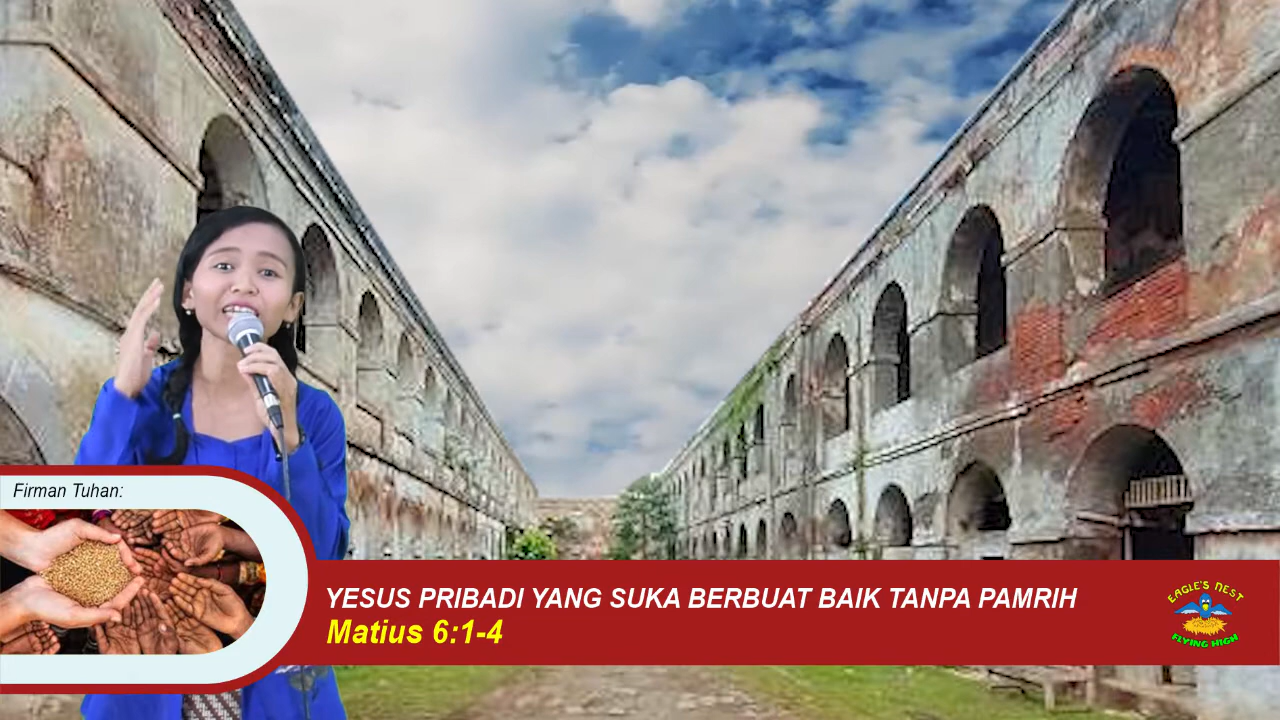 Firman Tuhan:
YESUS PRIBADI YANG SUKA BERBUAT BAIK TANPA PAMRIH
Matius 6:1-4
EAGLE'S NEST
FLYING HIGH